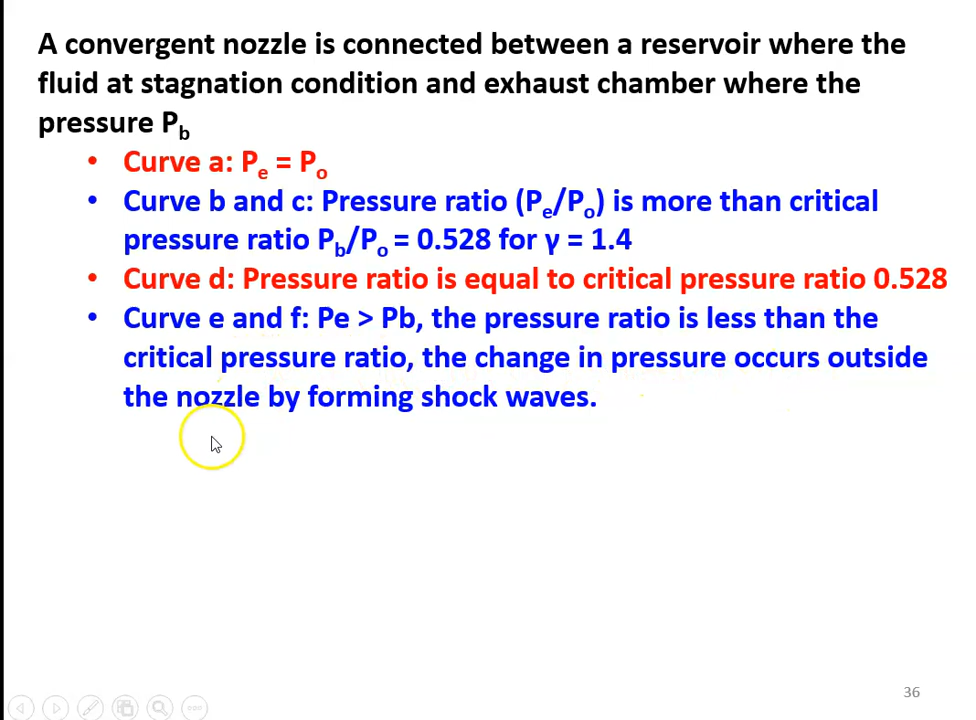 A convergent nozzle is connected between a reservoir where the
fluid at stagnation condition and exhaust chamber where the
pressure Pb
• Curve a: Pe = Po
• Curve b and c: Pressure ratio (Pe/Po) is more than critical
pressure ratio Pb/Po = 0.528 for γ = 1.4
• Curve d: Pressure ratio is equal to critical pressure ratio 0.528
• Curve e and f: Pe > Pb, the pressure ratio is less than the
critical pressure ratio, the change in pressure occurs outside
the nozzle by forming shock waves.
36